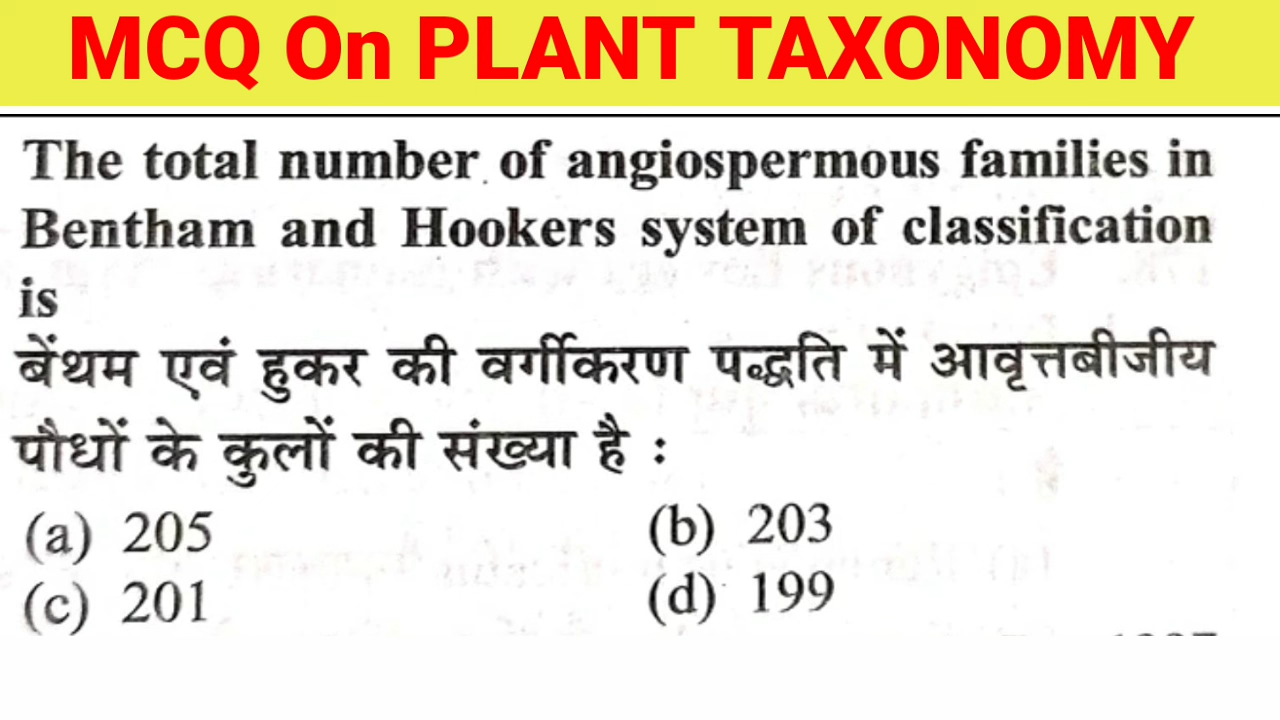 MCQ On PLANT TAXONOMY
The total number of angiospermous families in
Bentham and Hookers system of classification
is
बेंथम एवं हुकर की वर्गीकरण पद्धति में आवृत्तबीजीय
पौधों के कुलों की संख्या है :
(a) 205 (b) 203
(c) 201 (d) 199